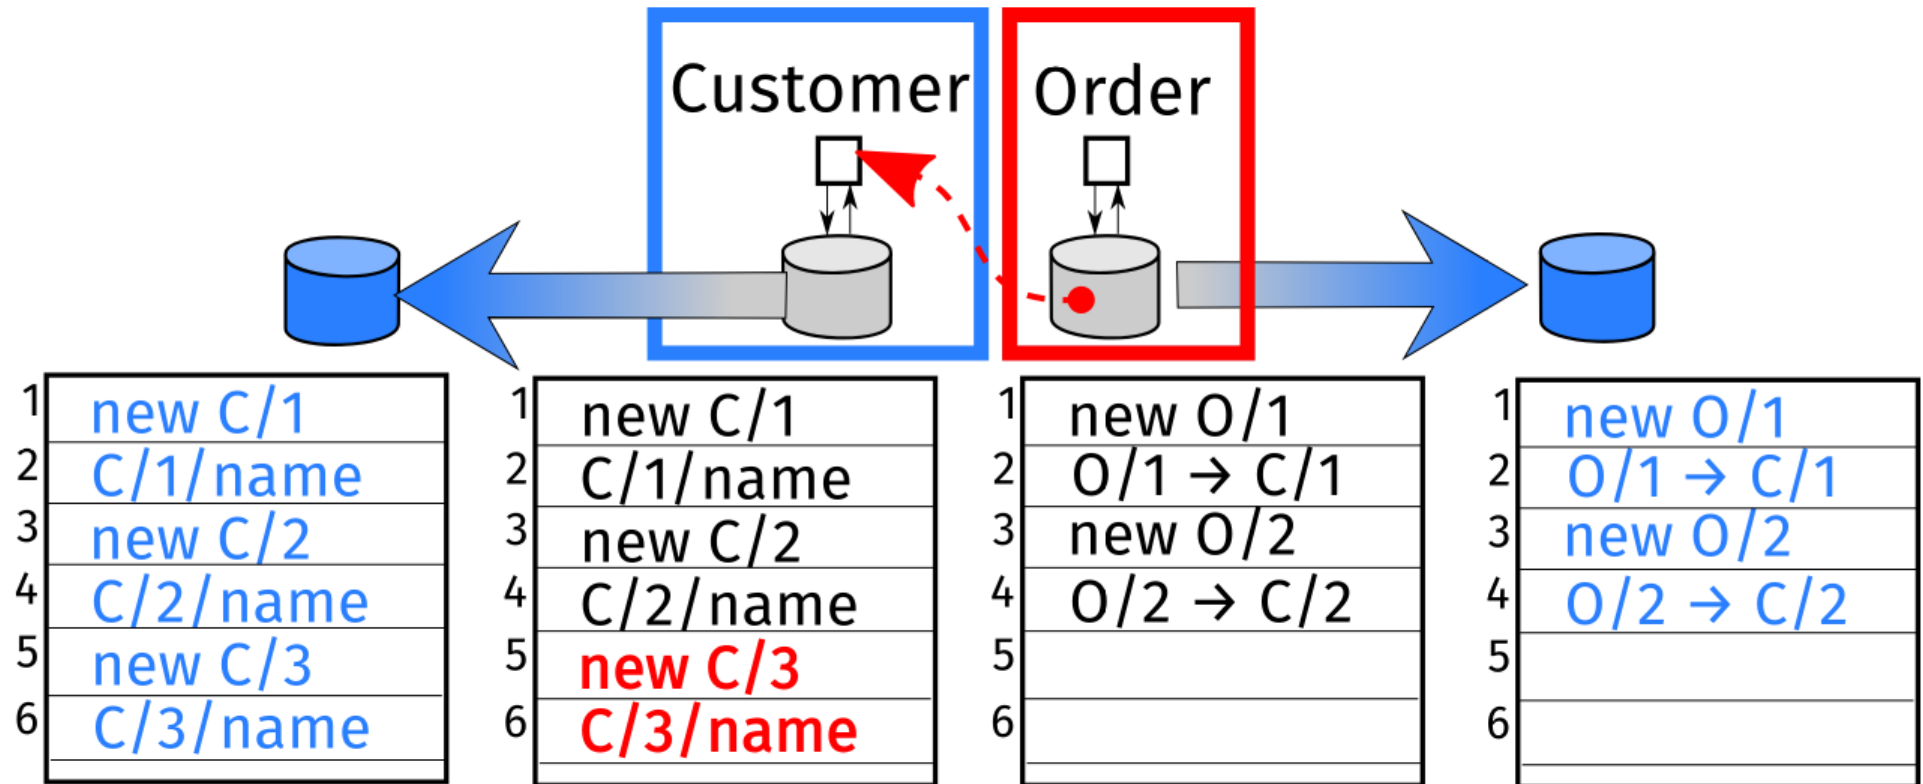 Customer
Order
1 new C/1
2 C/1/name
3 new C/2
4 C/2/name
5 new C/3
6 C/3/name
1 new C/1
2 C/1/name
3 new C/2
4 C/2/name
5 new C/3
6 C/3/name
1 new O/1
2 O/1 → C/1
3 new O/2
4 O/2 → C/2
5
6
1 new O/1
2 O/1 → C/1
3 new O/2
4 O/2 → C/2
5
6